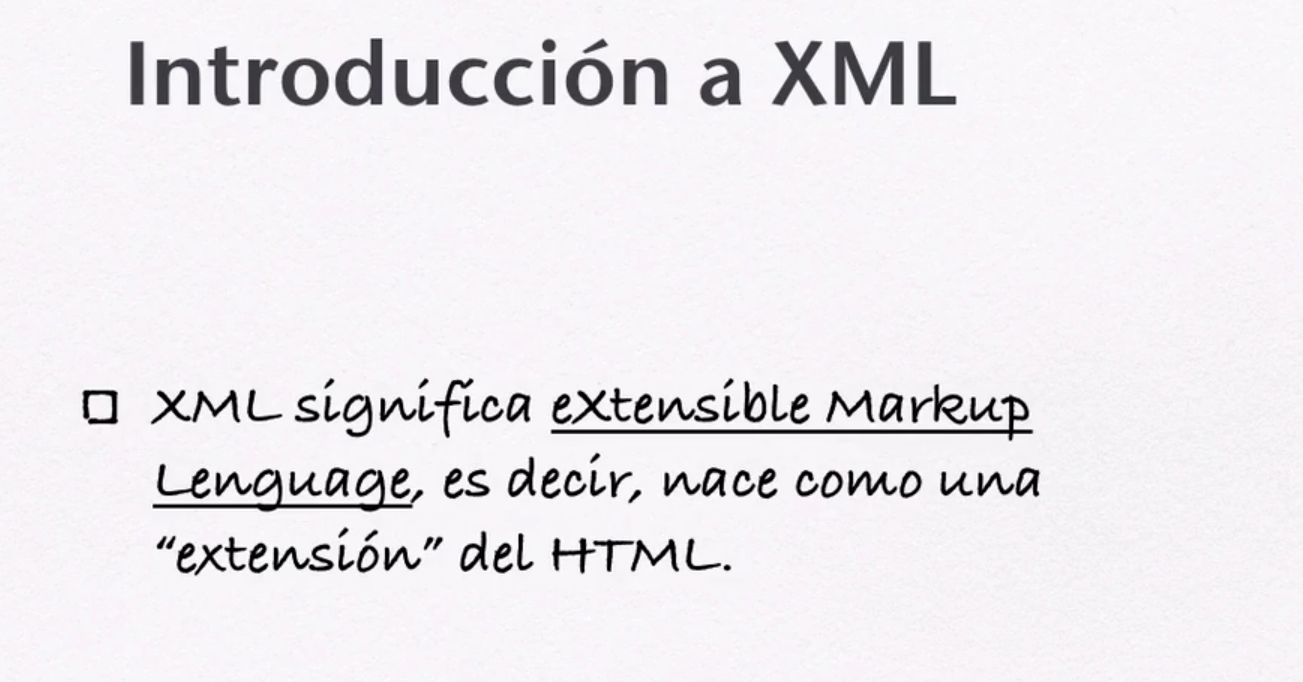 Introducción a XML
XML significa eXtensible Markup
Lenguage, es decir, nace como una
“extensión” del HTML.